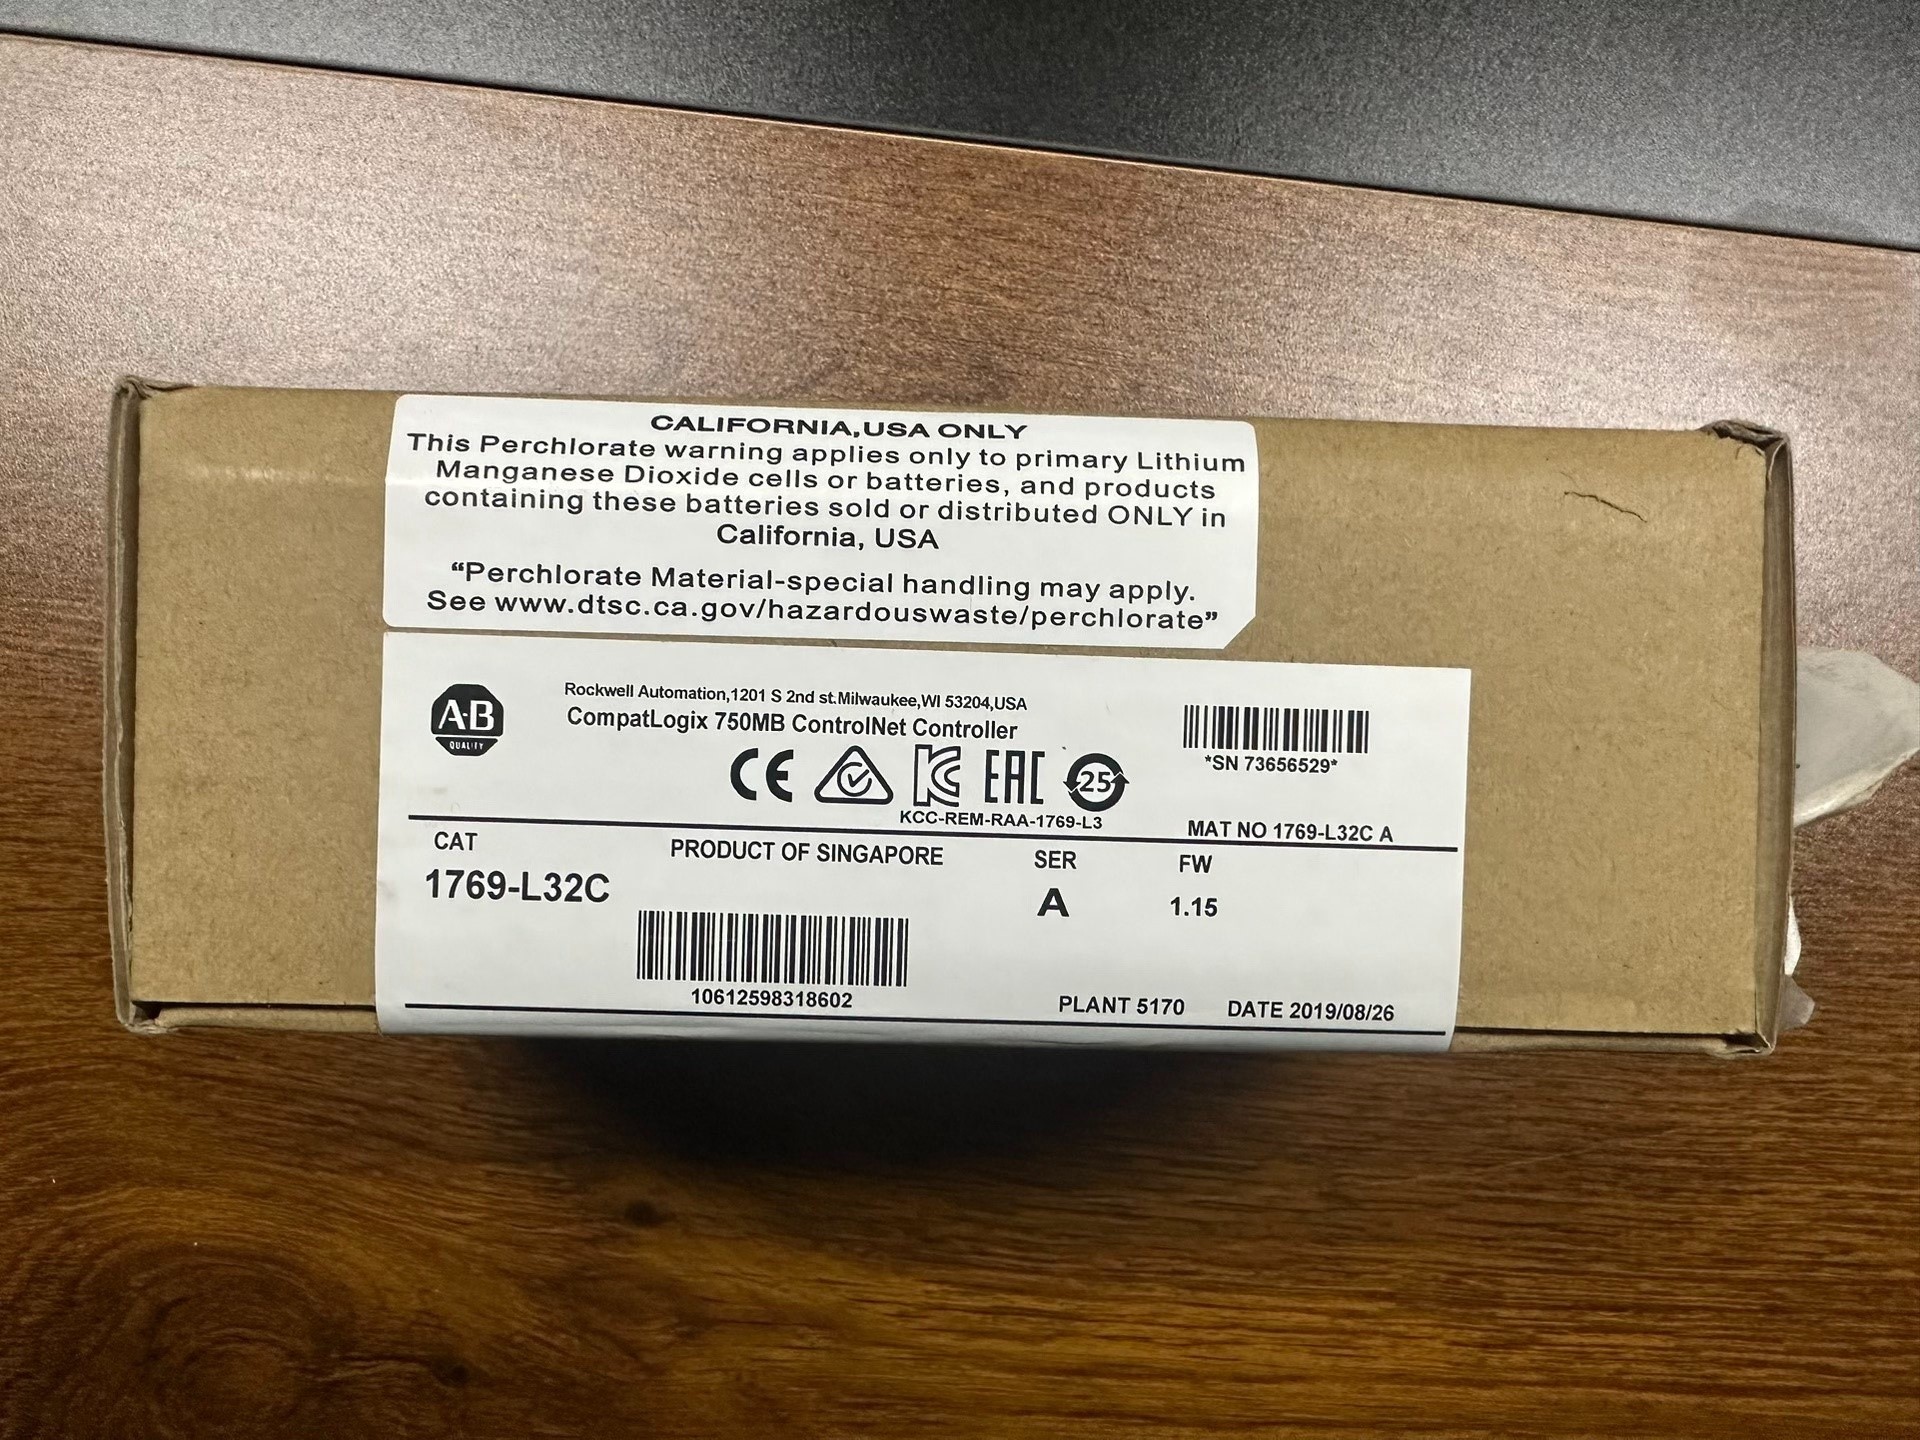 CALIFORNIA,USA ONLY
This Perchlorate warning applies only to primary Lithium
Manganese Dioxide cells or batteries, and products
containing these batteries sold or distributed ONLY in
California, USA
“Perchlorate Material-special handling may apply.
See www.dtsc.ca.gov/hazardouswaste/perchlorate”
A-B
QUALITY
Rockwell Automation,1201 S 2nd st.Milwaukee,WI 53204,USA
CompatLogix 750MB ControlNet Controller
CE
KC
EAC
25
KCC-REM-RAA-1769-L3
*SN 73656529*
MAT NO 1769-L32C A
CAT
1769-L32C
PRODUCT OF SINGAPORE
10612598318602
SER
A
FW
1.15
PLANT 5170
DATE 2019/08/26